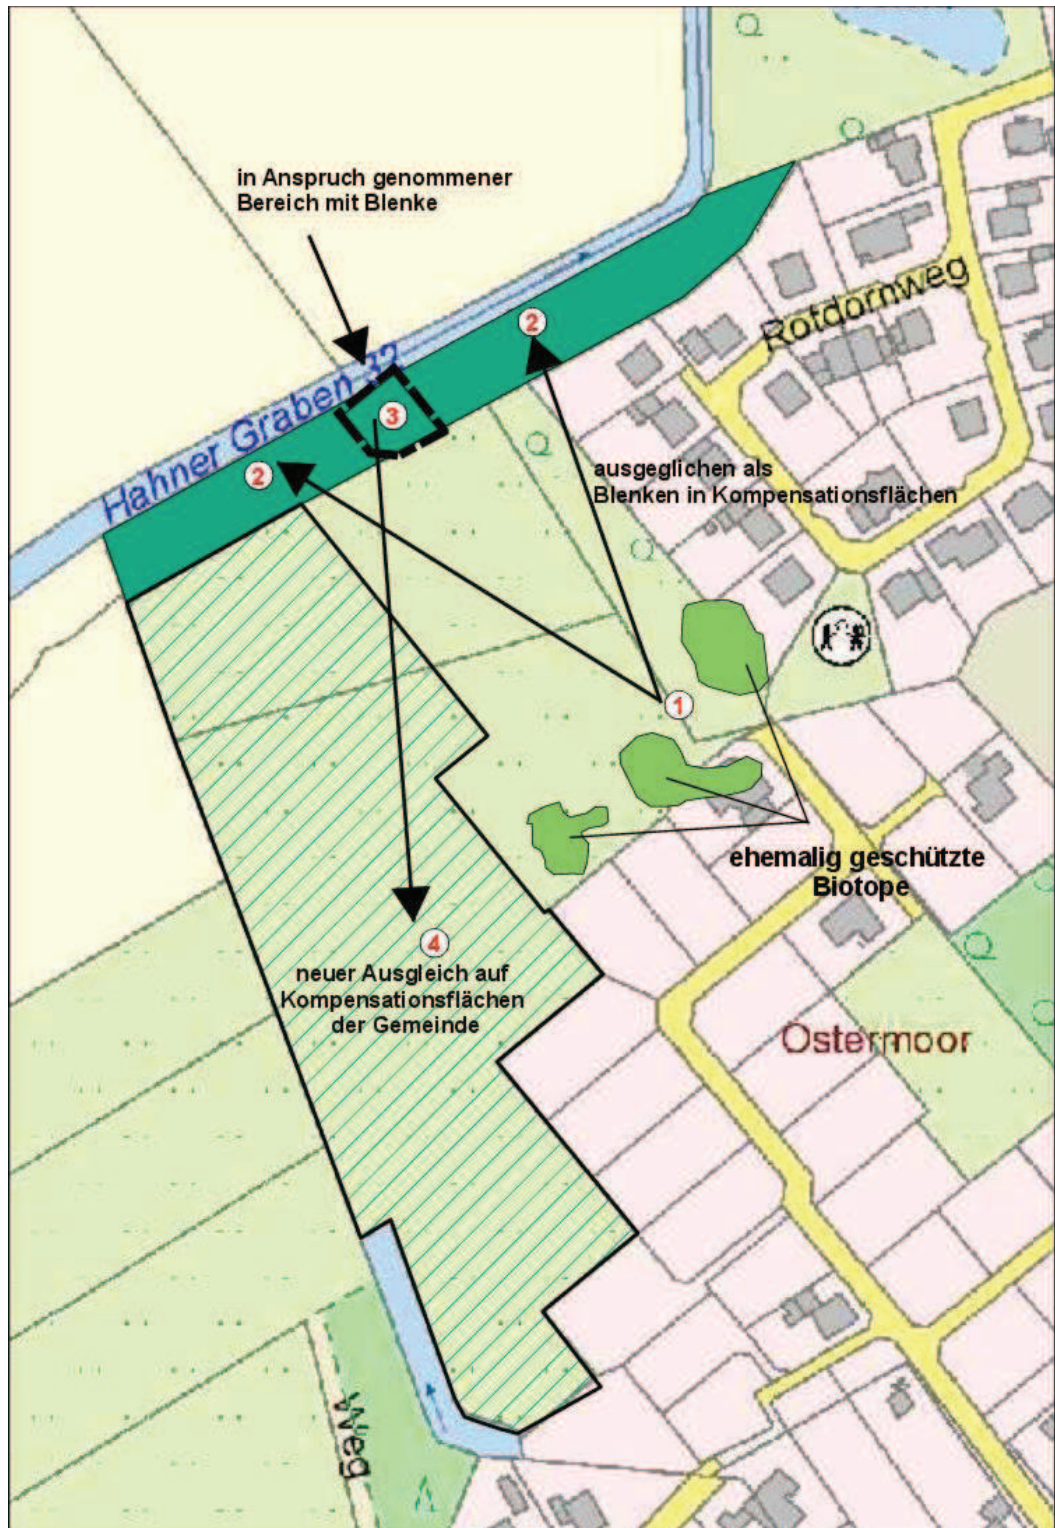 in Anspruch genommener
Bereich mit Blenke
Rotdornweg
2
Hahner Graben 32
3
2
ausgeglichen als
Blenken in Kompensationsflächen
1
ehemalig geschützte
Biotope
4
neuer Ausgleich auf
Kompensationsflächen
der Gemeinde
Ostermoor
weg